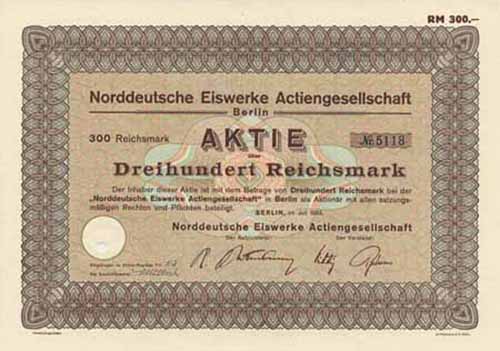 RM 300.–
Norddeutsche Eiswerke Actiengesellschaft
Berlin
300 Reichsmark AKTIE № 5118
über
Dreihundert Reichsmark
Der Inhaber dieser Aktie ist mit dem Betrage von Dreihundert Reichsmark bei der
„Norddeutsche Eiswerke Actiengesellschaft" in Berlin als Aktionär mit allen satzungs-
mäßigen Rechten und Pflichten beteiligt.
BERLIN, im Juli
Norddeutsche Eiswerke Actiengesellschaft
Der Aufsichtsrat: Der Vorstand: